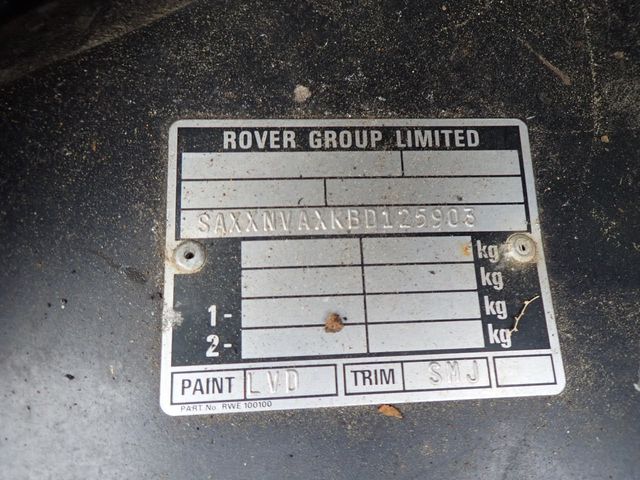 ROVER GROUP LIMITED
SAXXNVAXKBD125903
kg
kg
1- kg
2- kg
PAINT LVD TRIM SMJ
PART No RWE 100100